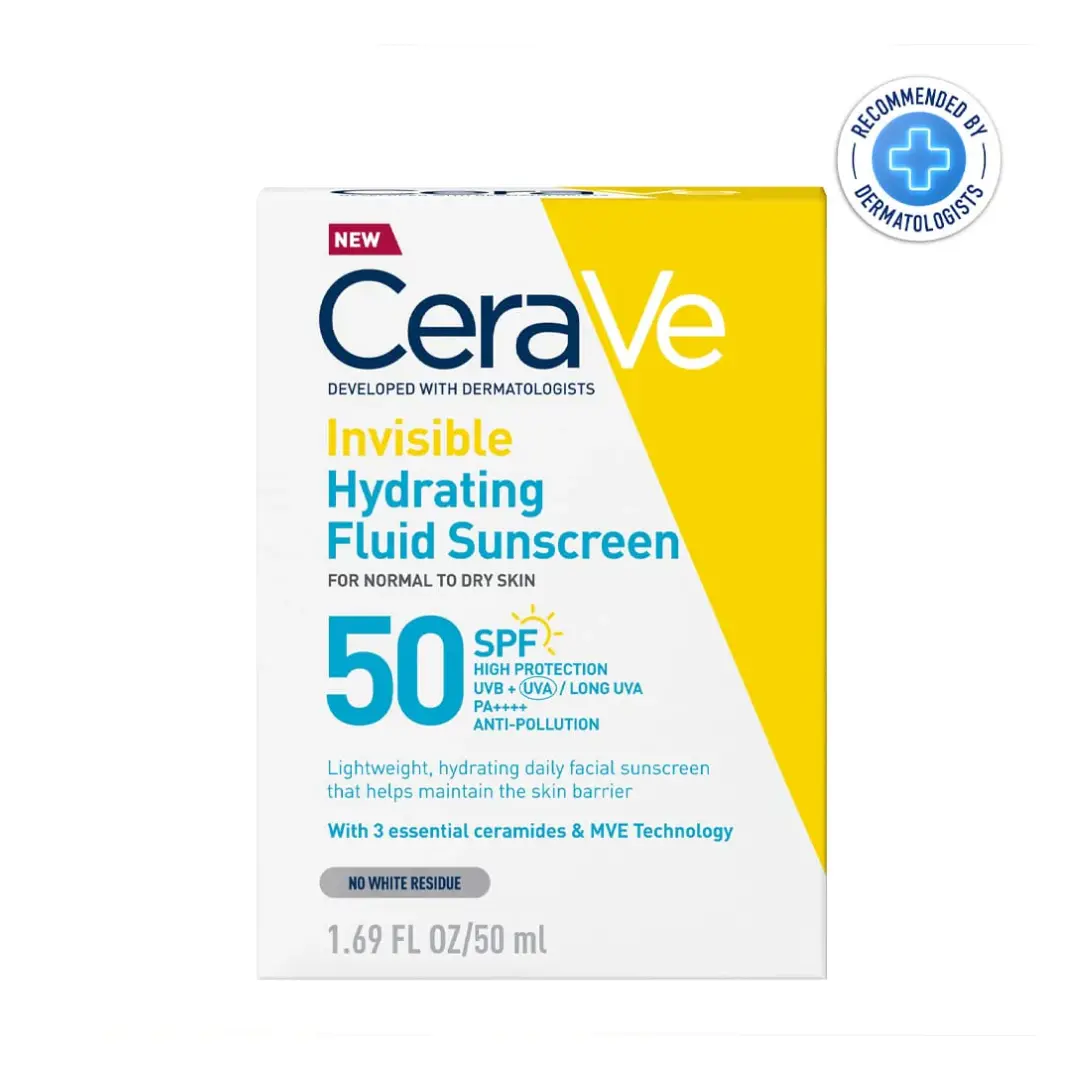 RECOMMENDED BY
DERMATOLOGISTS
CeraVe
NEW
CeraVe
DEVELOPED WITH DERMATOLOGISTS
Invisible
Hydrating
Fluid Sunscreen
FOR NORMAL TO DRY SKIN
50 SPF
HIGH PROTECTION
UVB + UVA / LONG UVA
PA++++
ANTI-POLLUTION
Lightweight, hydrating daily facial sunscreen
that helps maintain the skin barrier
With 3 essential ceramides & MVE Technology
NO WHITE RESIDUE
1.69 FL OZ/50 ml